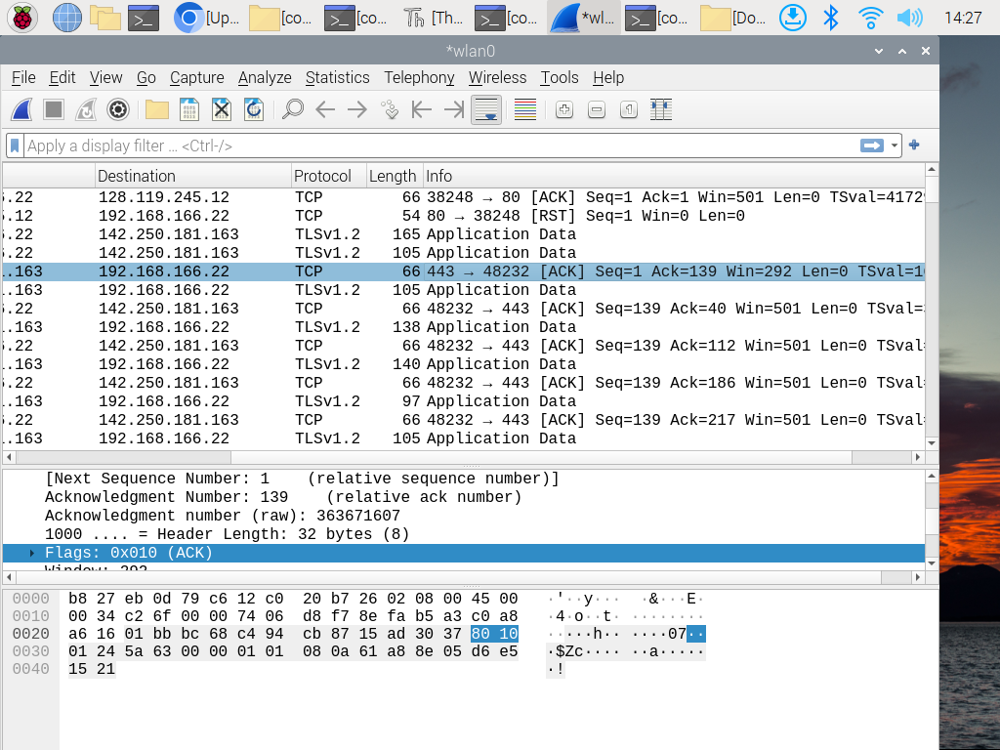 [Up...
[co...
[co...
Th
[Th...
[co...
*wl...
[co...
[Do...
14:27
*wlan0
File Edit View Go Capture Analyze Statistics Telephony Wireless Tools Help
Apply a display filter ... <Ctrl-/>
Destination Protocol Length Info
.22 128.119.245.12 TCP 66 38248 → 80 [ACK] Seq=1 Ack=1 Win=501 Len=0 TSval=4172
.12 192.168.166.22 TCP 54 80 → 38248 [RST] Seq=1 Win=0 Len=0
.22 142.250.181.163 TLSv1.2 165 Application Data
.22 142.250.181.163 TLSv1.2 105 Application Data
.163 192.168.166.22 TCP 66 443 → 48232 [ACK] Seq=1 Ack=139 Win=292 Len=0 TSval=1
.163 192.168.166.22 TLSv1.2 105 Application Data
.22 142.250.181.163 TCP 66 48232 → 443 [ACK] Seq=139 Ack=40 Win=501 Len=0 TSval=
.163 192.168.166.22 TLSv1.2 138 Application Data
.22 142.250.181.163 TCP 66 48232 → 443 [ACK] Seq=139 Ack=112 Win=501 Len=0 TSval
.163 192.168.166.22 TLSv1.2 140 Application Data
.22 142.250.181.163 TCP 66 48232 → 443 [ACK] Seq=139 Ack=186 Win=501 Len=0 TSval
.163 192.168.166.22 TLSv1.2 97 Application Data
.22 142.250.181.163 TCP 66 48232 → 443 [ACK] Seq=139 Ack=217 Win=501 Len=0 TSval
.163 192.168.166.22 TLSv1.2 105 Application Data
[Next Sequence Number: 1 (relative sequence number)]
Acknowledgment Number: 139 (relative ack number)
Acknowledgment number (raw): 363671607
1000 .... = Header Length: 32 bytes (8)
Flags: 0x010 (ACK)
Window: 292
0000 b8 27 eb 0d 79 c6 12 c0 20 b7 26 02 08 00 45 00 ·'··y··· ·&···E·
0010 00 34 c2 6f 00 00 74 06 d8 f7 8e fa b5 a3 c0 a8 ·4·o··t· ········
0020 a6 16 01 bb bc 68 c4 94 cb 87 15 ad 30 37 80 10 ·····h·· ····07··
0030 01 24 5a 63 00 00 01 01 08 0a 61 a8 8e 05 d6 e5 ·$Zc···· ··a·····
0040 15 21 ·!